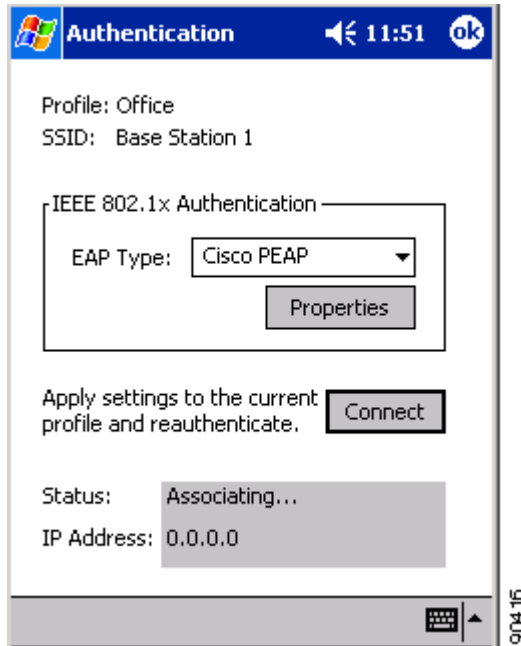 Authentication 11:51 ok
Profile: Office
SSID: Base Station 1
IEEE 802.1x Authentication
EAP Type: Cisco PEAP
Properties
Apply settings to the current
profile and reauthenticate.
Connect
Status: Associating...
IP Address: 0.0.0.0
90416